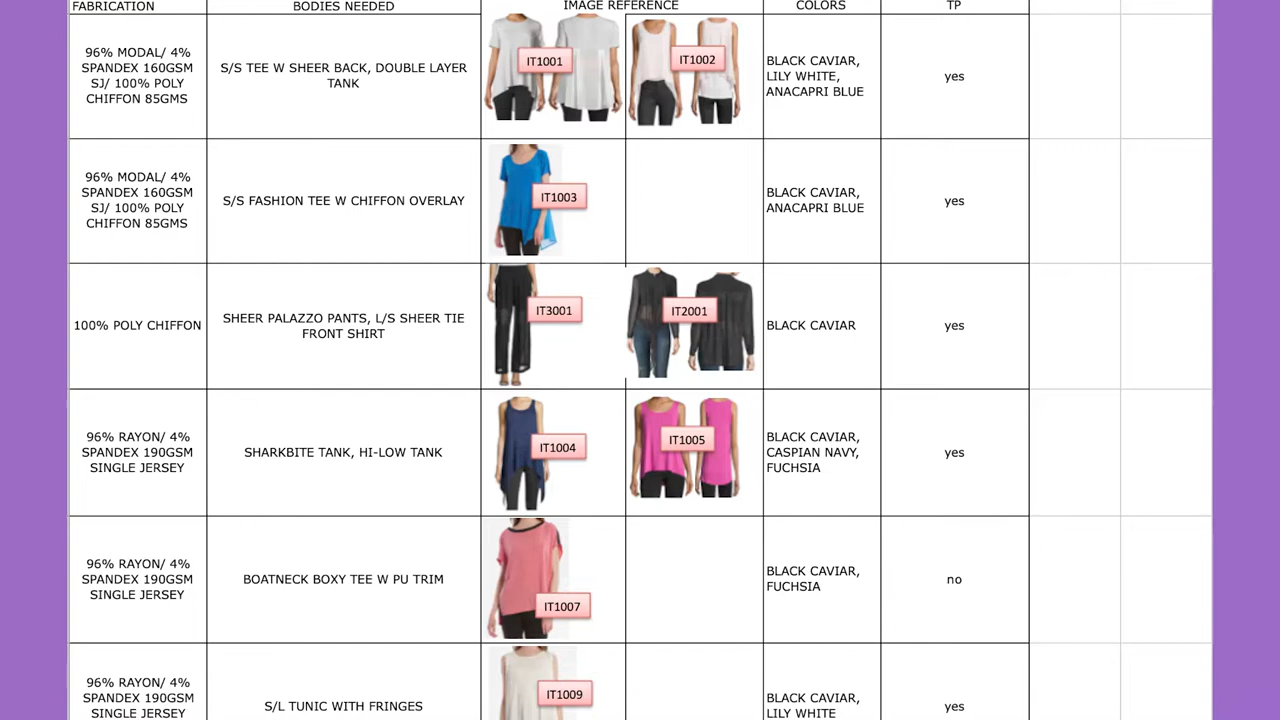 FABRICATION
BODIES NEEDED
IMAGE REFERENCE
COLORS
TP
96% MODAL/ 4%
SPANDEX 160GSM
SJ/ 100% POLY
CHIFFON 85GMS
S/S TEE W SHEER BACK, DOUBLE LAYER
TANK
IT1001
IT1002
BLACK CAVIAR,
LILY WHITE,
ANACAPRI BLUE
yes
96% MODAL/ 4%
SPANDEX 160GSM
SJ/ 100% POLY
CHIFFON 85GMS
S/S FASHION TEE W CHIFFON OVERLAY
IT1003
BLACK CAVIAR,
ANACAPRI BLUE
yes
100% POLY CHIFFON
SHEER PALAZZO PANTS, L/S SHEER TIE
FRONT SHIRT
IT3001
IT2001
BLACK CAVIAR
yes
96% RAYON/ 4%
SPANDEX 190GSM
SINGLE JERSEY
SHARKBITE TANK, HI-LOW TANK
IT1004
IT1005
BLACK CAVIAR,
CASPIAN NAVY,
FUCHSIA
yes
96% RAYON/ 4%
SPANDEX 190GSM
SINGLE JERSEY
BOATNECK BOXY TEE W PU TRIM
IT1007
BLACK CAVIAR,
FUCHSIA
no
96% RAYON/ 4%
SPANDEX 190GSM
SINGLE JERSEY
S/L TUNIC WITH FRINGES
IT1009
BLACK CAVIAR,
LILY WHITE
yes